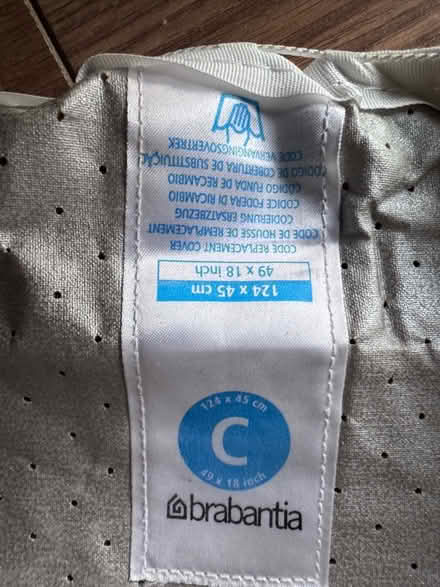 124 x 45 cm
49 x 18 inch
CODE REPLACEMENT COVER
CODE DE HOUSSE DE REMPLACEMENT
CODIERUNG ERSATZBEZUG
CODICE FODERA DI RICAMBIO
CÓDIGO FUNDA DE RECAMBIO
CÓDIGO DE COBERTURA DE SUBSTITUIÇÃO
CODE VERVANGINGSOVERTREK
124 x 45 cm
C
49 x 18 inch
brabantia